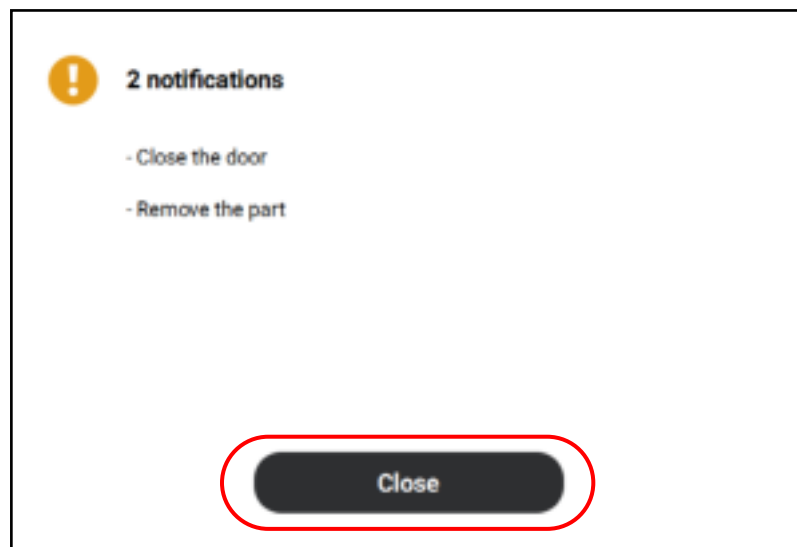 2 notifications
- Close the door
- Remove the part
Close